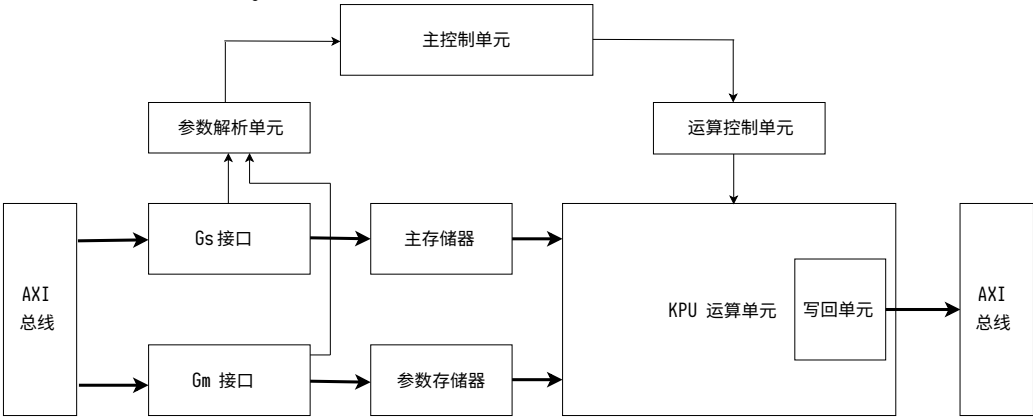 主控制单元
参数解析单元
运算控制单元
Gs 接口
主存储器
AXI
总线
KPU 运算单元
写回单元
AXI
总线
Gm 接口
参数存储器